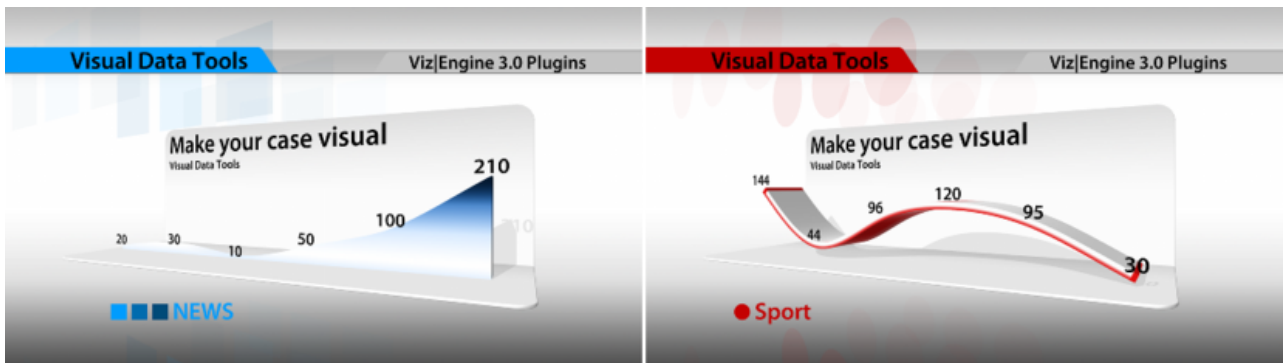 Visual Data Tools
Viz|Engine 3.0 Plugins
Make your case visual
Visual Data Tools
210
100
50
20
30
10
NEWS
Visual Data Tools
Viz|Engine 3.0 Plugins
Make your case visual
Visual Data Tools
144
120
96
95
44
30
Sport